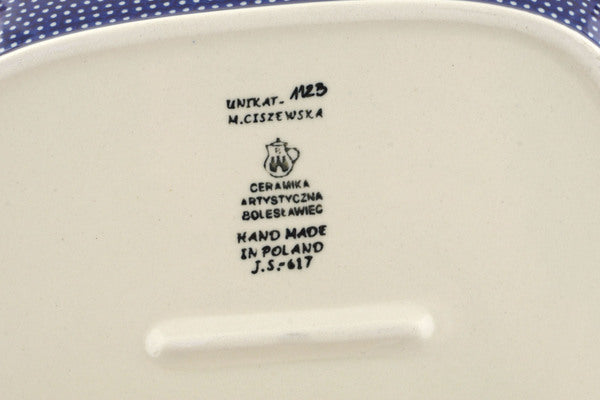 UNIKAT- 1123
M.CISZEWSKA
CERAMIKA
ARTYSTYCZNA
BOLESŁAWIEC
HAND MADE
IN POLAND
J.S.-617